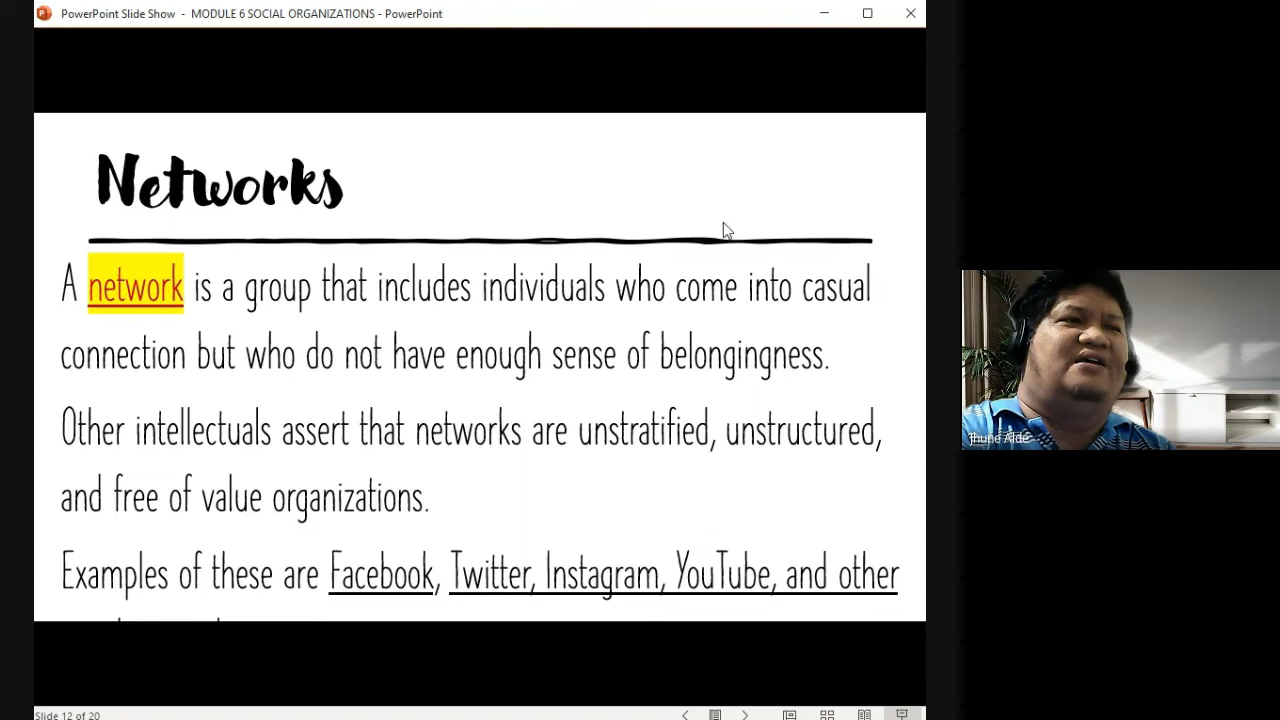 PowerPoint Slide Show - MODULE 6 SOCIAL ORGANIZATIONS - PowerPoint
Networks
A network is a group that includes individuals who come into casual
connection but who do not have enough sense of belongingness.
Other intellectuals assert that networks are unstratified, unstructured,
and free of value organizations.
Examples of these are Facebook, Twitter, Instagram, YouTube, and other
Jhune Alde
Slide 12 of 20